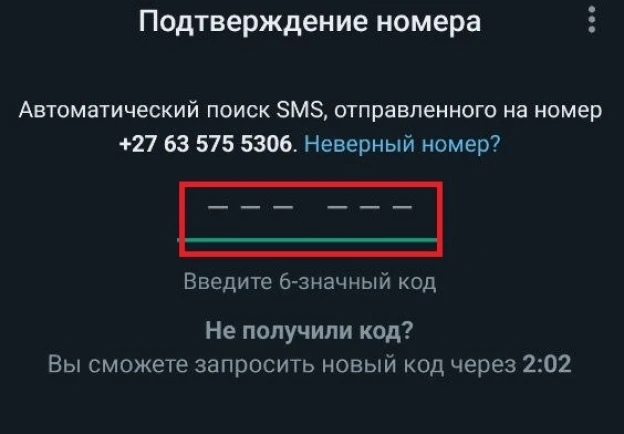 Подтверждение номера
Автоматический поиск SMS, отправленного на номер
+27 63 575 5306. Неверный номер?
Введите 6-значный код
Не получили код?
Вы сможете запросить новый код через 2:02